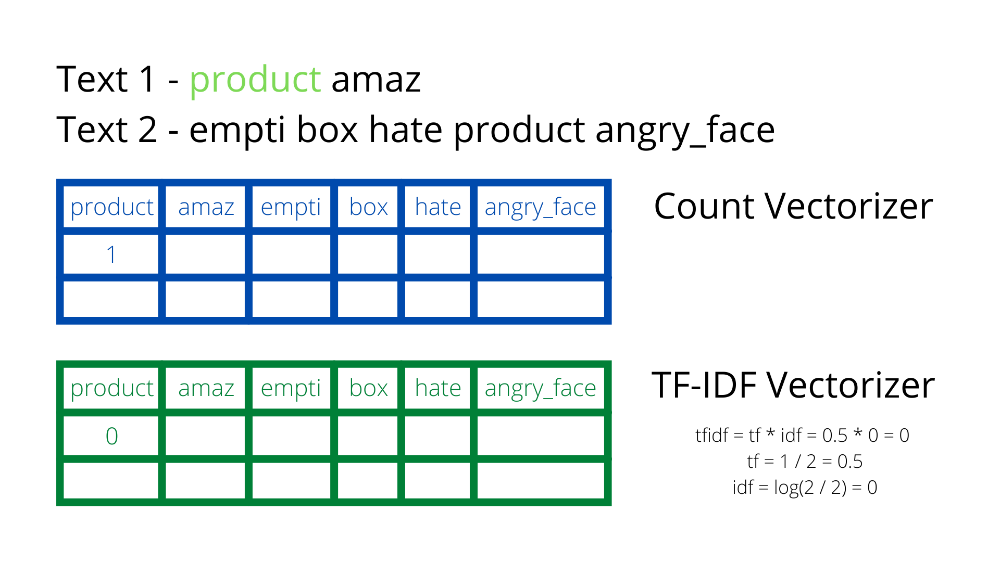 Text 1 - product amaz
Text 2 - empti box hate product angry_face
product amaz empti box hate angry_face
1
Count Vectorizer
product amaz empti box hate angry_face
0
TF-IDF Vectorizer
tfidf = tf * idf = 0.5 * 0 = 0
tf = 1 / 2 = 0.5
idf = log(2 / 2) = 0